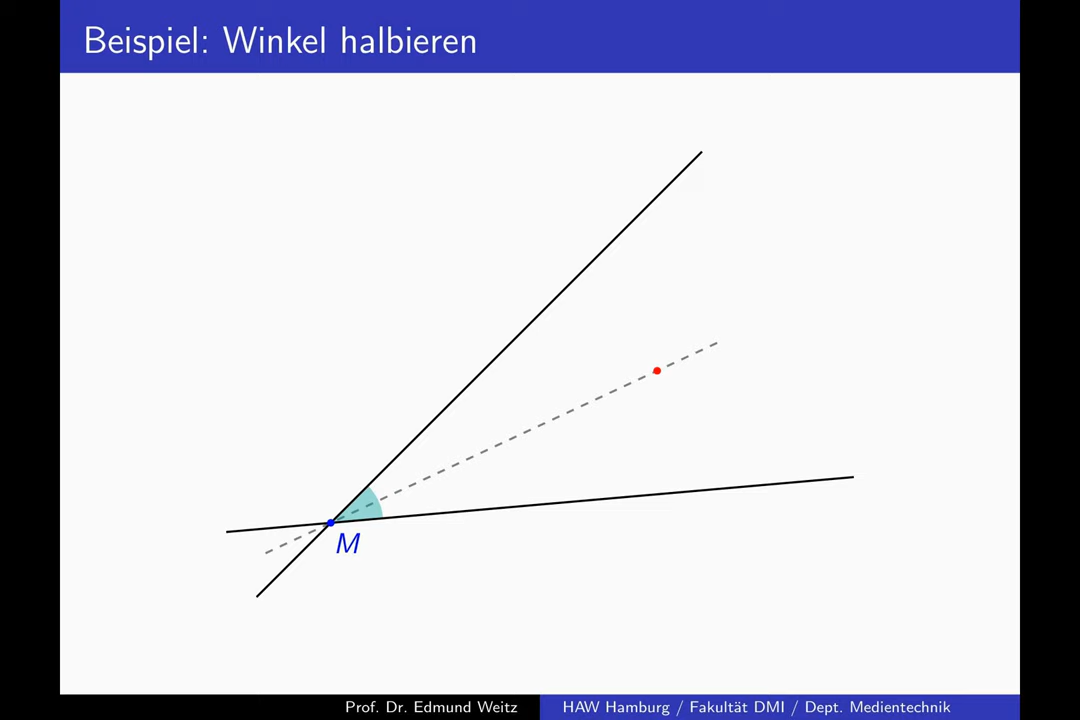 Beispiel: Winkel halbieren
M
Prof. Dr. Edmund Weitz
HAW Hamburg / Fakultät DMI / Dept. Medientechnik